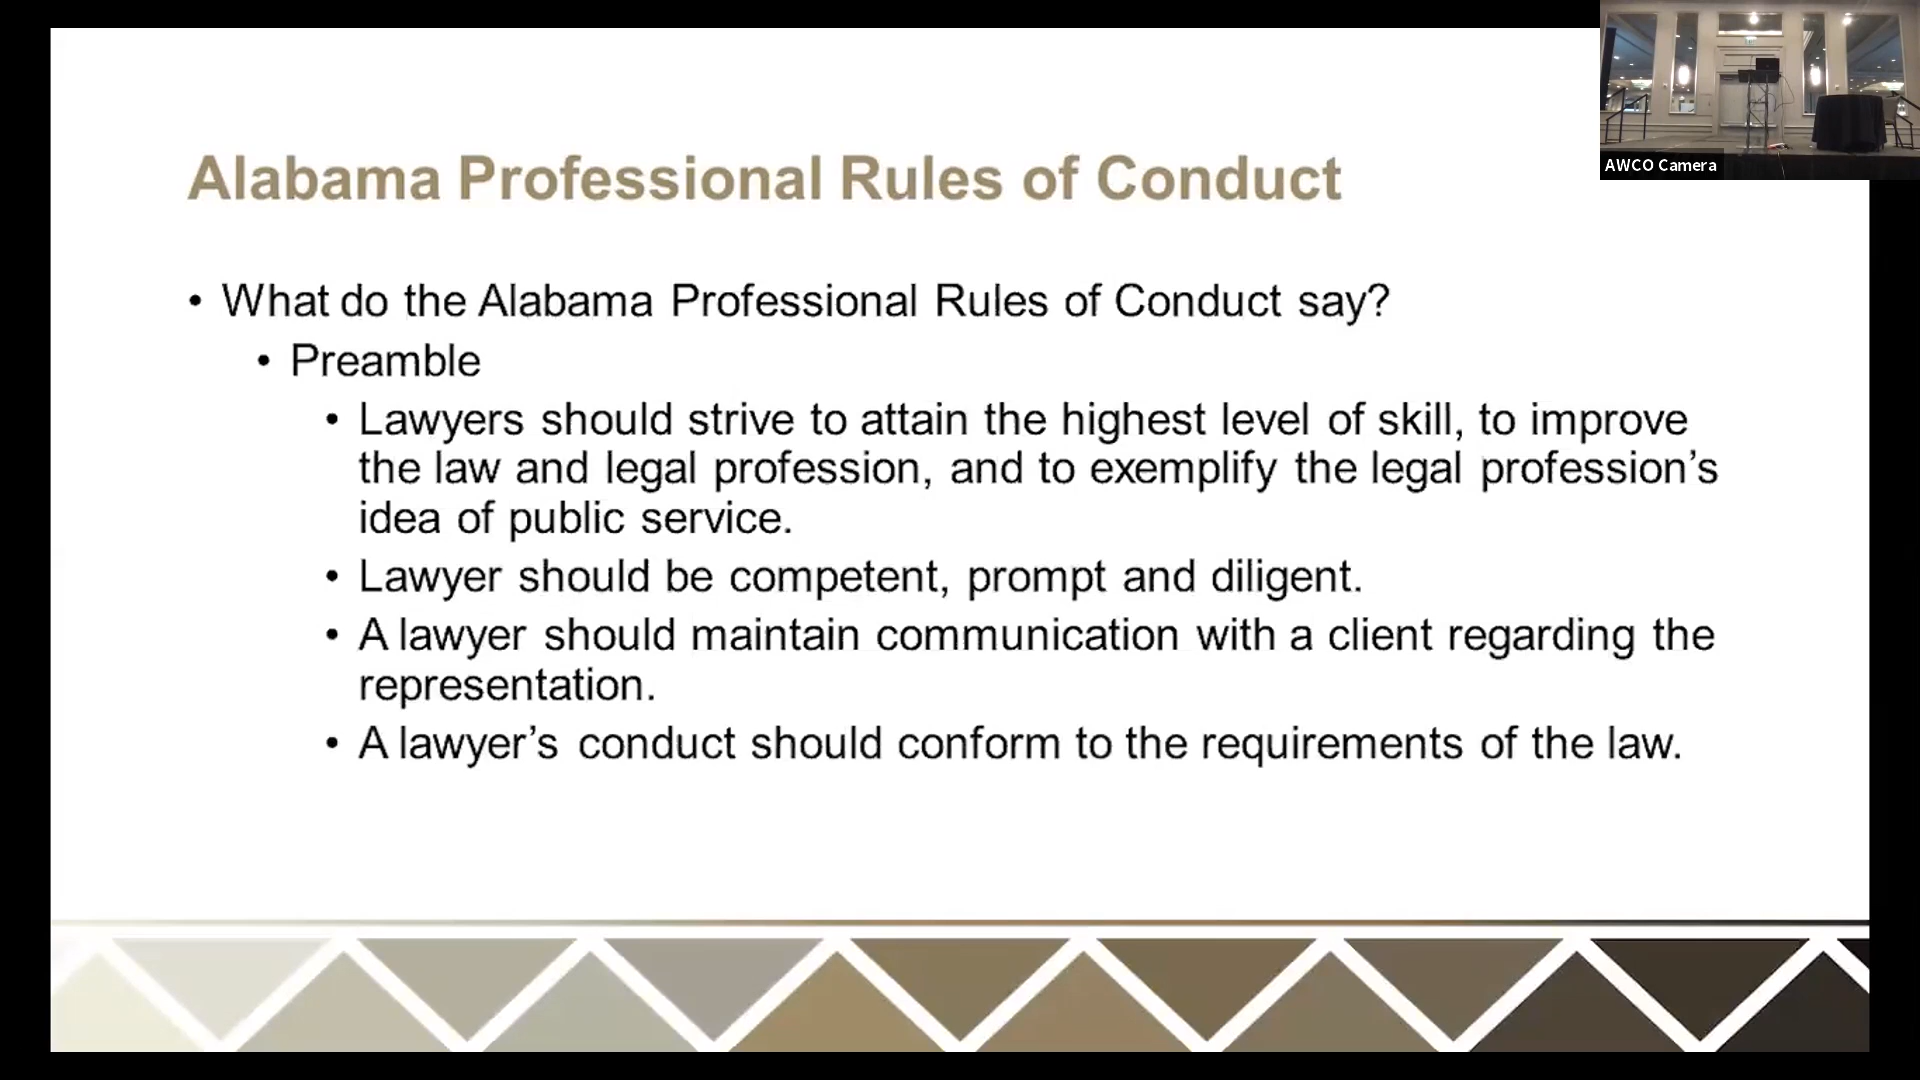 AWCO Camera
Alabama Professional Rules of Conduct
• What do the Alabama Professional Rules of Conduct say?
• Preamble
• Lawyers should strive to attain the highest level of skill, to improve
the law and legal profession, and to exemplify the legal profession’s
idea of public service.
• Lawyer should be competent, prompt and diligent.
• A lawyer should maintain communication with a client regarding the
representation.
• A lawyer’s conduct should conform to the requirements of the law.